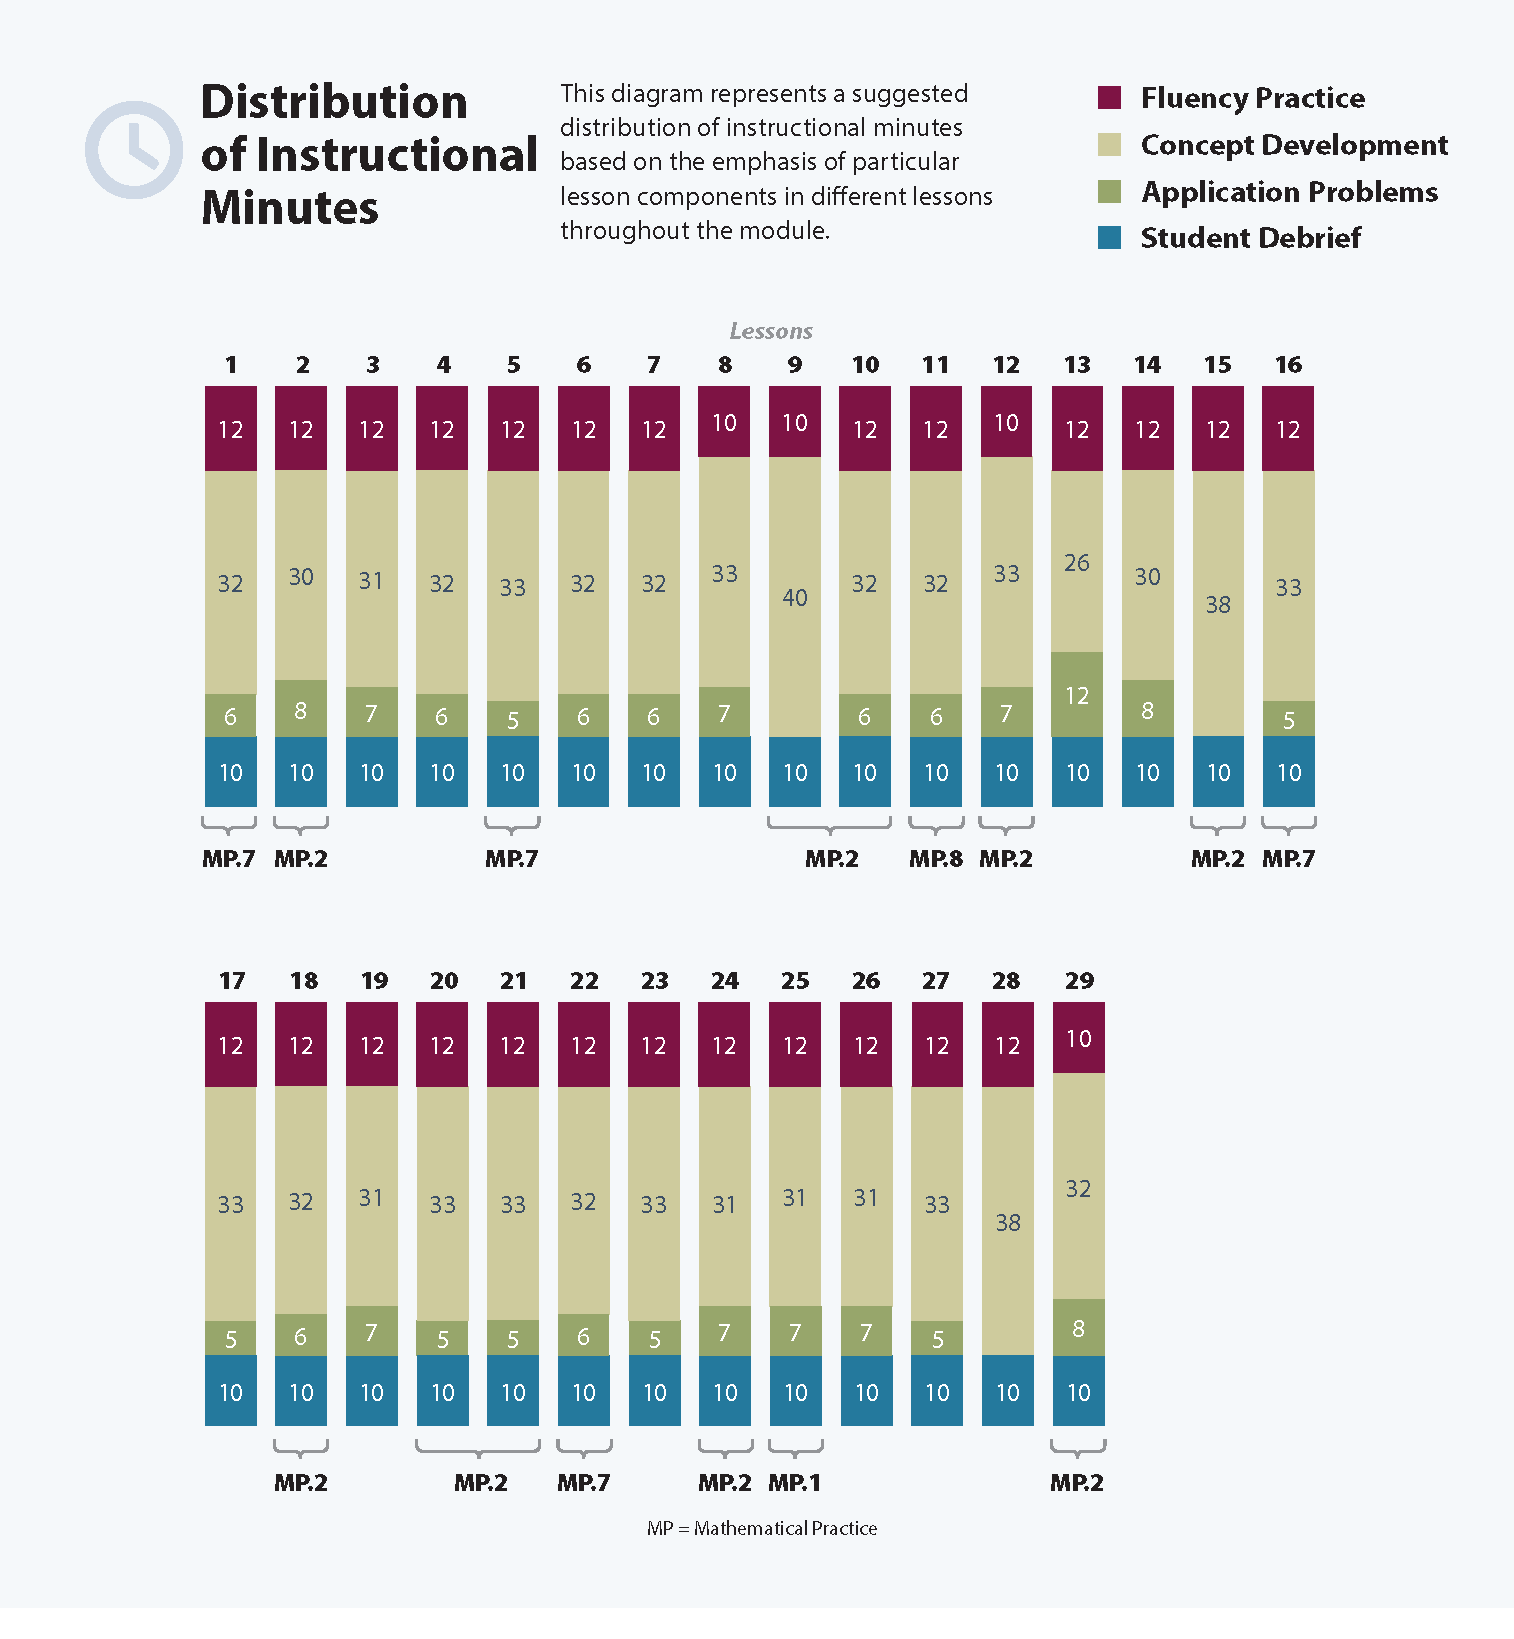 Distribution
of Instructional
Minutes
This diagram represents a suggested
distribution of instructional minutes
based on the emphasis of particular
lesson components in different lessons
throughout the module.
Fluency Practice
Concept Development
Application Problems
Student Debrief
Lessons
1 2 3 4 5 6 7 8 9 10 11 12 13 14 15 16
12 12 12 12 12 12 12 10 10 12 12 10 12 12 12 12
32 30 31 32 33 32 32 33 40 32 32 33 26 30 38 33
6 8 7 6 5 6 6 7 6 6 7 12 8 5
10 10 10 10 10 10 10 10 10 10 10 10 10 10 10 10
MP.7 MP.2 MP.7 MP.2 MP.8 MP.2 MP.2 MP.7
17 18 19 20 21 22 23 24 25 26 27 28 29
12 12 12 12 12 12 12 12 12 12 12 12 10
33 32 31 33 33 32 33 31 31 31 33 38 32
5 6 7 5 5 6 5 7 7 7 5 8
10 10 10 10 10 10 10 10 10 10 10 10 10
MP.2 MP.2 MP.7 MP.2 MP.1 MP.2
MP = Mathematical Practice